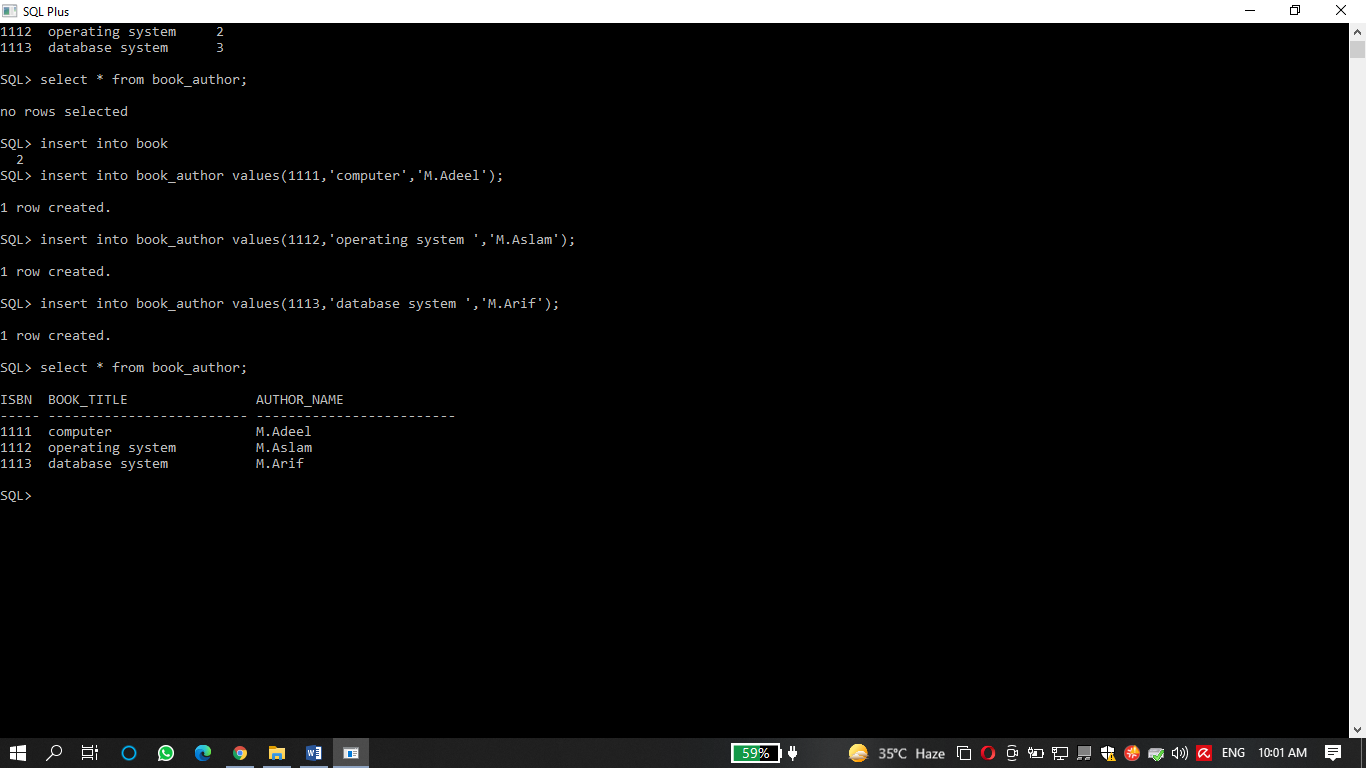 SQL Plus
1112  operating system     2
1113  database system      3
SQL> select * from book_author;
no rows selected
SQL> insert into book
  2
SQL> insert into book_author values(1111,'computer','M.Adeel');
1 row created.
SQL> insert into book_author values(1112,'operating system ','M.Aslam');
1 row created.
SQL> insert into book_author values(1113,'database system ','M.Arif');
1 row created.
SQL> select * from book_author;
ISBN  BOOK_TITLE                AUTHOR_NAME
----- ------------------------- -------------------------
1111  computer                  M.Adeel
1112  operating system          M.Aslam
1113  database system           M.Arif
SQL>
59% 35°C Haze ENG 10:01 AM